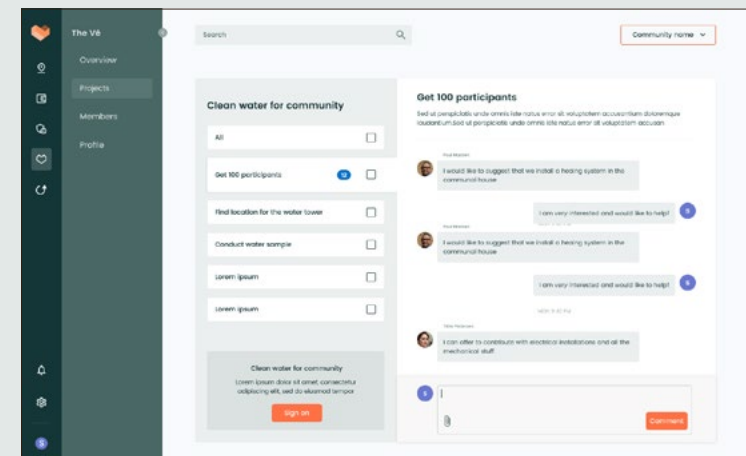 The Vé
Overview
Projects
Members
Profile
Search
Community name
Clean water for community
All
Get 100 participants
12
Find location for the water tower
Conduct water sample
Lorem ipsum
Lorem ipsum
Clean water for community
Lorem ipsum dolor sit amet, consectetur
adipiscing elit, sed do eiusmod tempor
Sign on
Get 100 participants
Sed ut perspiciatis unde omnis iste natus error sit voluptatem accusantium doloremque
laudantium.Sed ut perspiciatis unde omnis iste natus error sit voluptatem accusan
I would like to suggest that we install a heaing system in the
communal house
I am very interested and would like to help!
S
I would like to suggest that we install a heaing system in the
communal house
I am very interested and would like to help!
S
I can offer to contribute with electrical instalations and all the
mechanical stuff
S
Comment
S